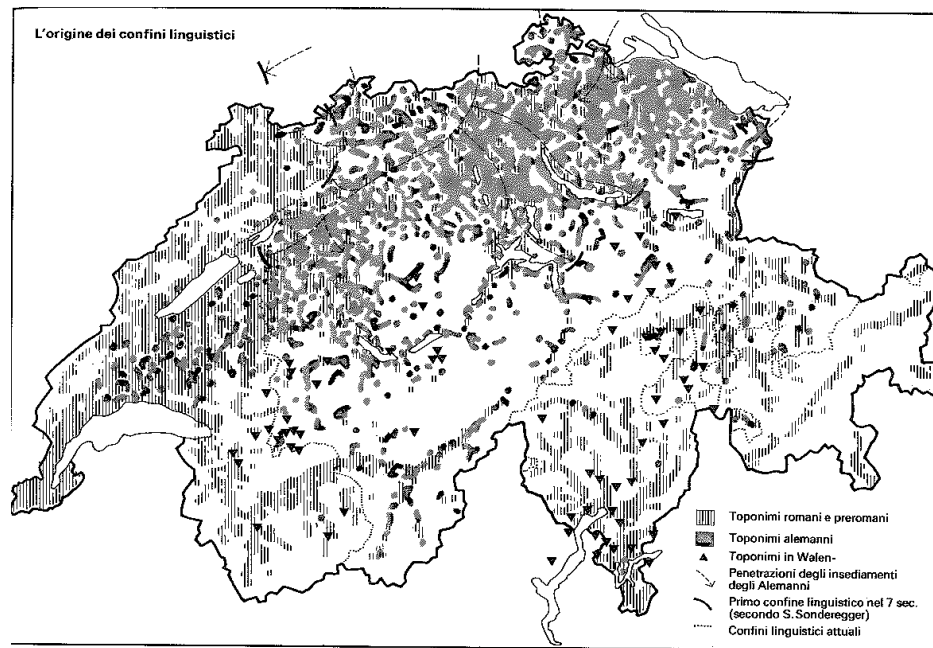 L'origine dei confini linguistici
Toponimi romani e preromani
Toponimi alemanni
Toponimi in Walen-
Penetrazioni degli insediamenti
degli Alemanni
Primo confine linguistico nel 7 sec.
(secondo S. Sonderegger)
Confini linguistici attuali